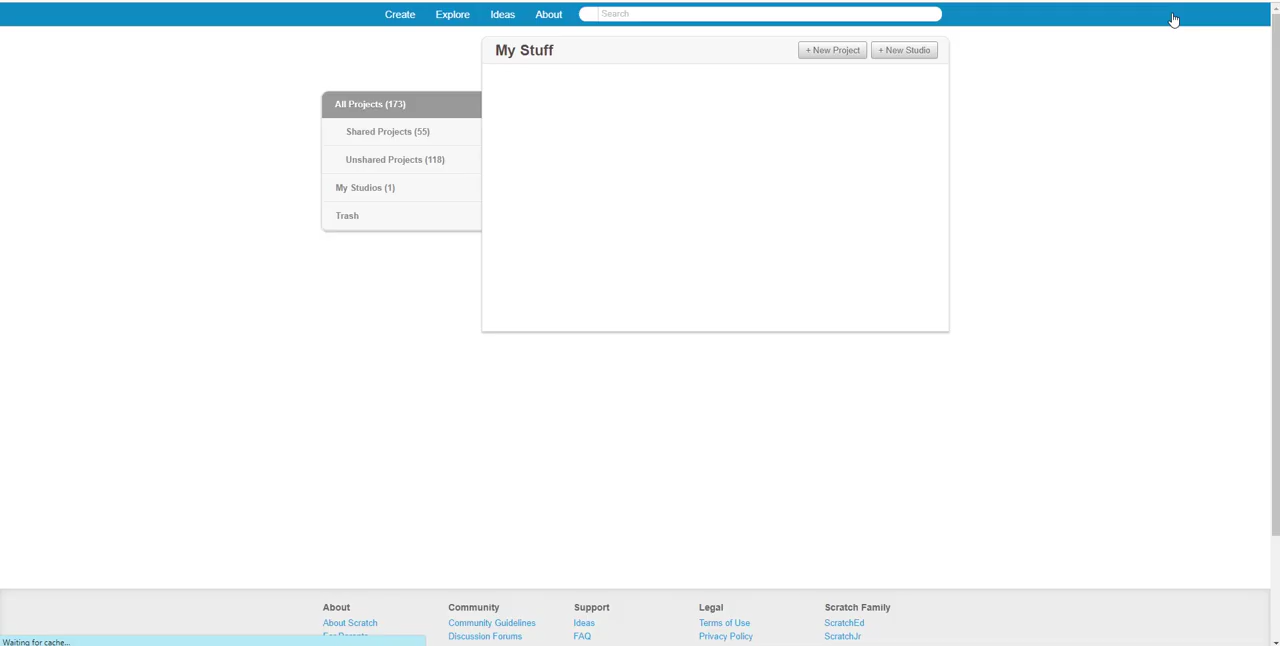 Create Explore Ideas About Search
My Stuff + New Project + New Studio
All Projects (173)
Shared Projects (55)
Unshared Projects (118)
My Studios (1)
Trash
About Community Support Legal Scratch Family
About Scratch Community Guidelines Ideas Terms of Use ScratchEd
For Parents Discussion Forums FAQ Privacy Policy ScratchJr
Waiting for cache...